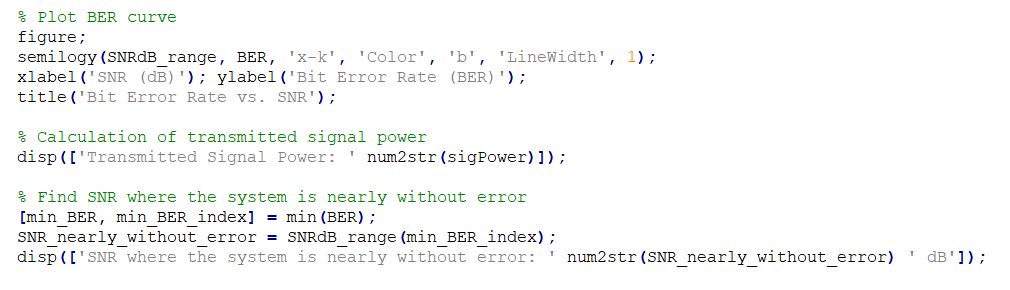 % Plot BER curve
figure;
semilogy(SNRdB_range, BER, 'x-k', 'Color', 'b', 'LineWidth', 1);
xlabel('SNR (dB)'); ylabel('Bit Error Rate (BER)');
title('Bit Error Rate vs. SNR');
% Calculation of transmitted signal power
disp(['Transmitted Signal Power: ' num2str(sigPower)]);
% Find SNR where the system is nearly without error
[min_BER, min_BER_index] = min(BER);
SNR_nearly_without_error = SNRdB_range(min_BER_index);
disp(['SNR where the system is nearly without error: ' num2str(SNR_nearly_without_error) ' dB']);